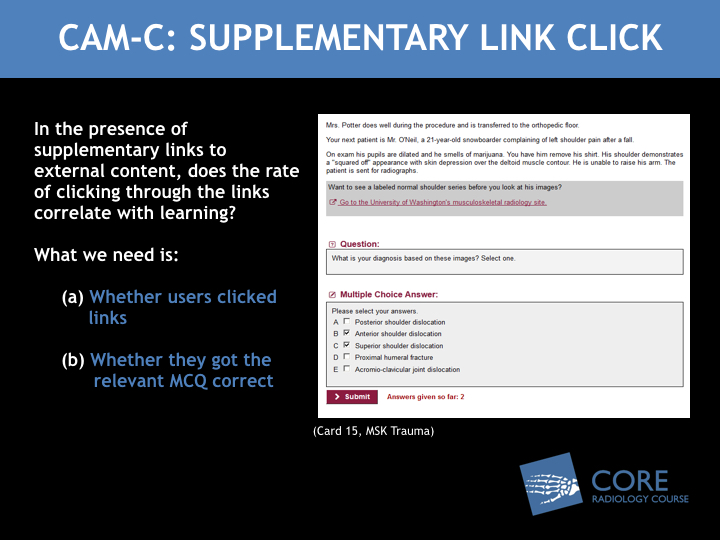 CAM-C: SUPPLEMENTARY LINK CLICK
In the presence of
supplementary links to
external content, does the rate
of clicking through the links
correlate with learning?
What we need is:
(a) Whether users clicked
links
(b) Whether they got the
relevant MCQ correct
Mrs. Potter does well during the procedure and is transferred to the orthopedic floor.
Your next patient is Mr. O'Neil, a 21-year-old snowboarder complaining of left shoulder pain after a fall.
On exam his pupils are dilated and he smells of marijuana. You have him remove his shirt. His shoulder demonstrates
a "squared off" appearance with skin depression over the deltoid muscle contour. He is unable to raise his arm. The
patient is sent for radiographs.
Want to see a labeled normal shoulder series before you look at his images?
Go to the University of Washington's musculoskeletal radiology site.
Question:
What is your diagnosis based on these images? Select one.
Multiple Choice Answer:
Please select your answers.
A Posterior shoulder dislocation
B Anterior shoulder dislocation
C Superior shoulder dislocation
D Proximal humeral fracture
E Acromio-clavicular joint dislocation
Submit Answers given so far: 2
(Card 15, MSK Trauma)
CORE
RADIOLOGY COURSE